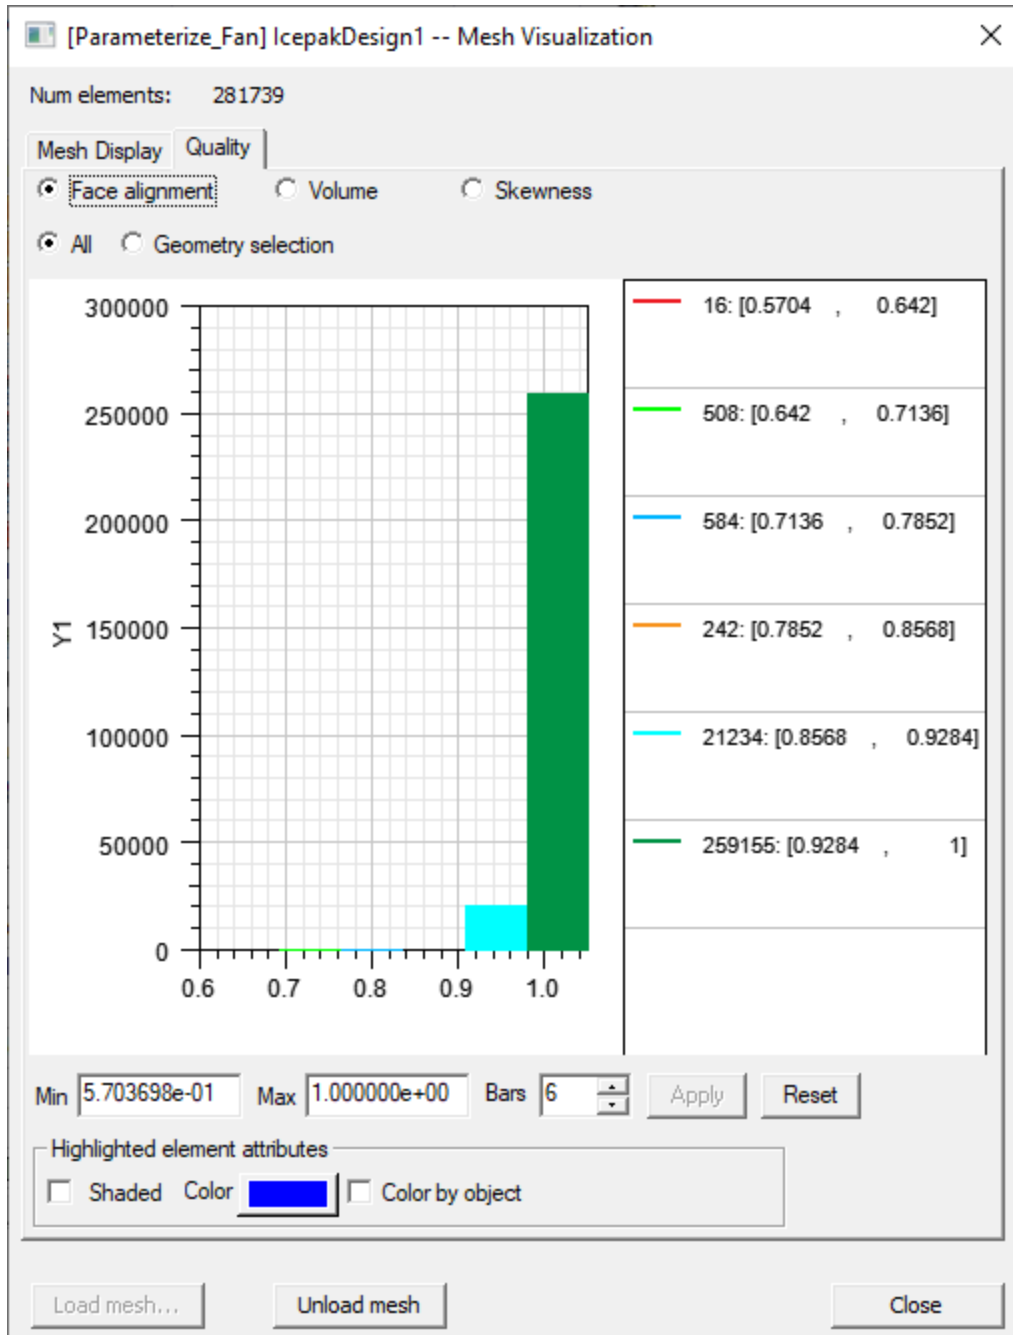 [Parameterize_Fan] IcepakDesign1 -- Mesh Visualization
Num elements: 281739
Mesh Display Quality
Face alignment Volume Skewness
All Geometry selection
300000
250000
200000
150000
100000
50000
0
Y1
0.6 0.7 0.8 0.9 1.0
16: [0.5704 , 0.642]
508: [0.642 , 0.7136]
584: [0.7136 , 0.7852]
242: [0.7852 , 0.8568]
21234: [0.8568 , 0.9284]
259155: [0.9284 , 1]
Min 5.703698e-01 Max 1.000000e+00 Bars 6 Apply Reset
Highlighted element attributes
Shaded Color Color by object
Load mesh... Unload mesh Close